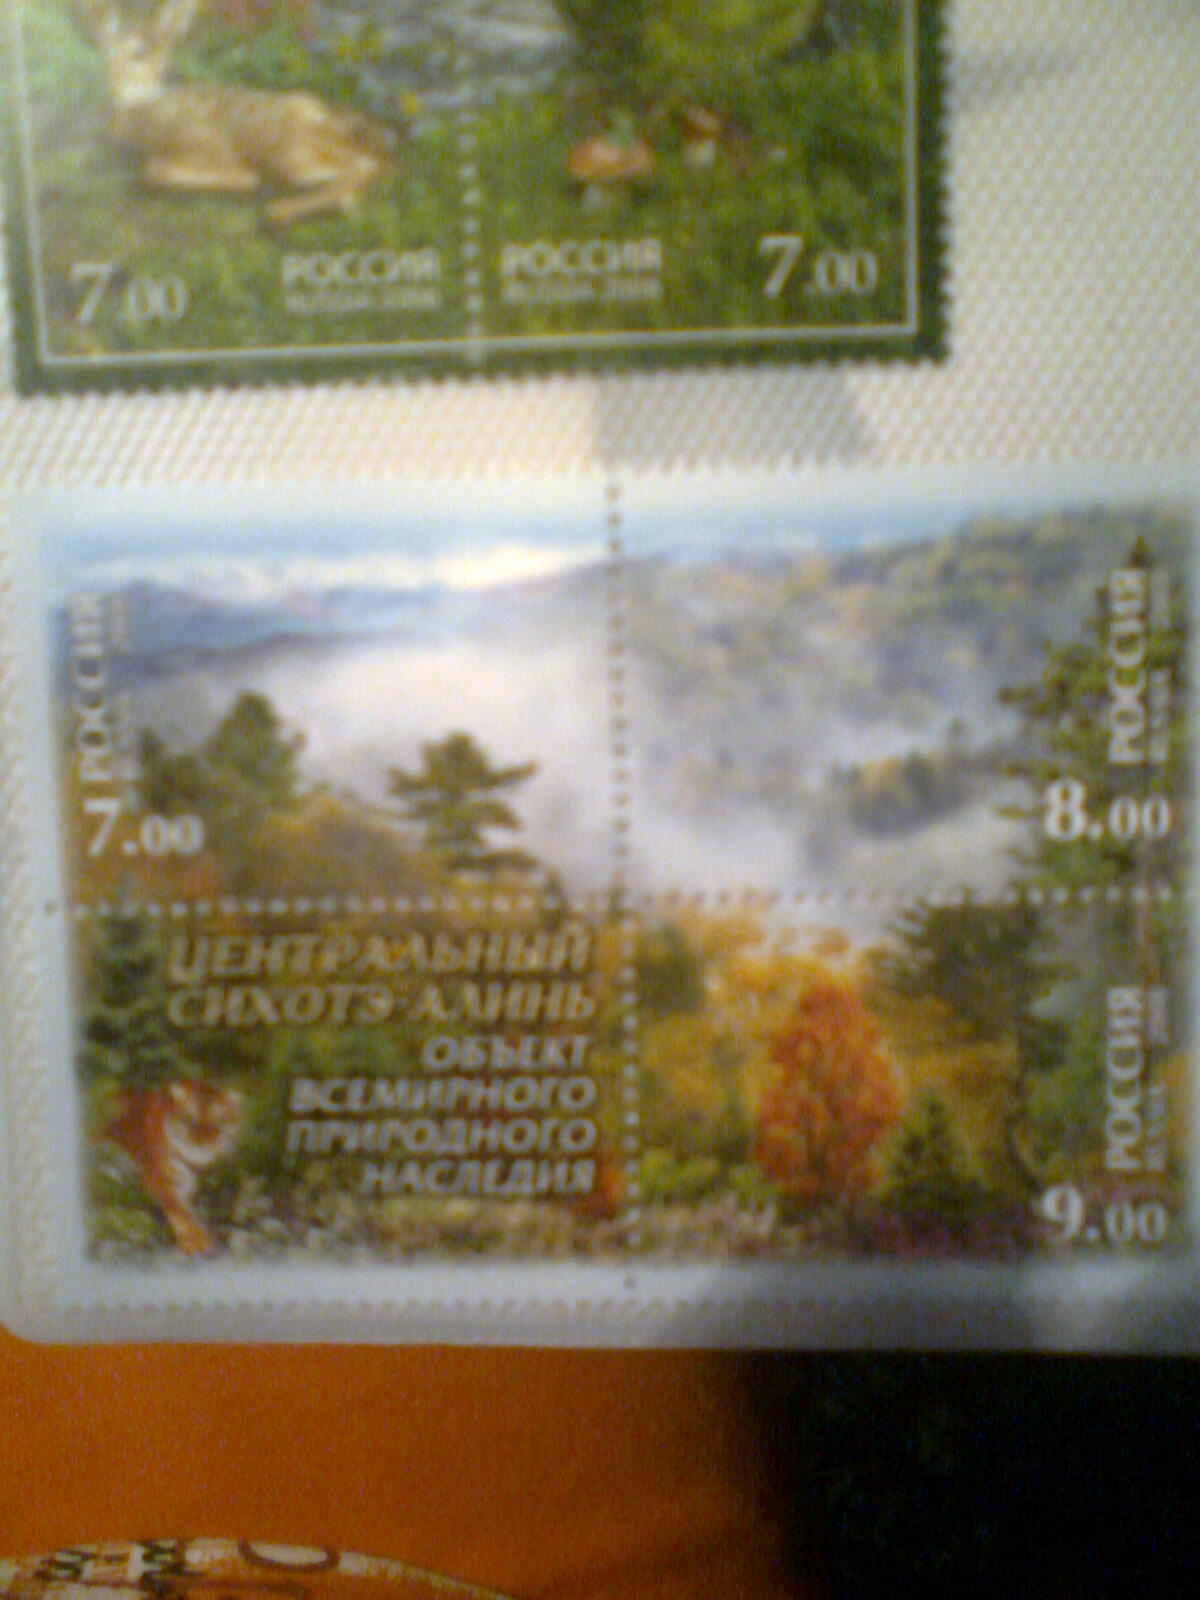 7.00 РОССИЯ РОССИЯ 7.00
РОССИЯ
7.00
РОССИЯ
8.00
ЦЕНТРАЛЬНЫЙ
СИХОТЭ-АЛИНЬ
ОБЪЕКТ
ВСЕМИРНОГО
ПРИРОДНОГО
НАСЛЕДИЯ
РОССИЯ
9.00